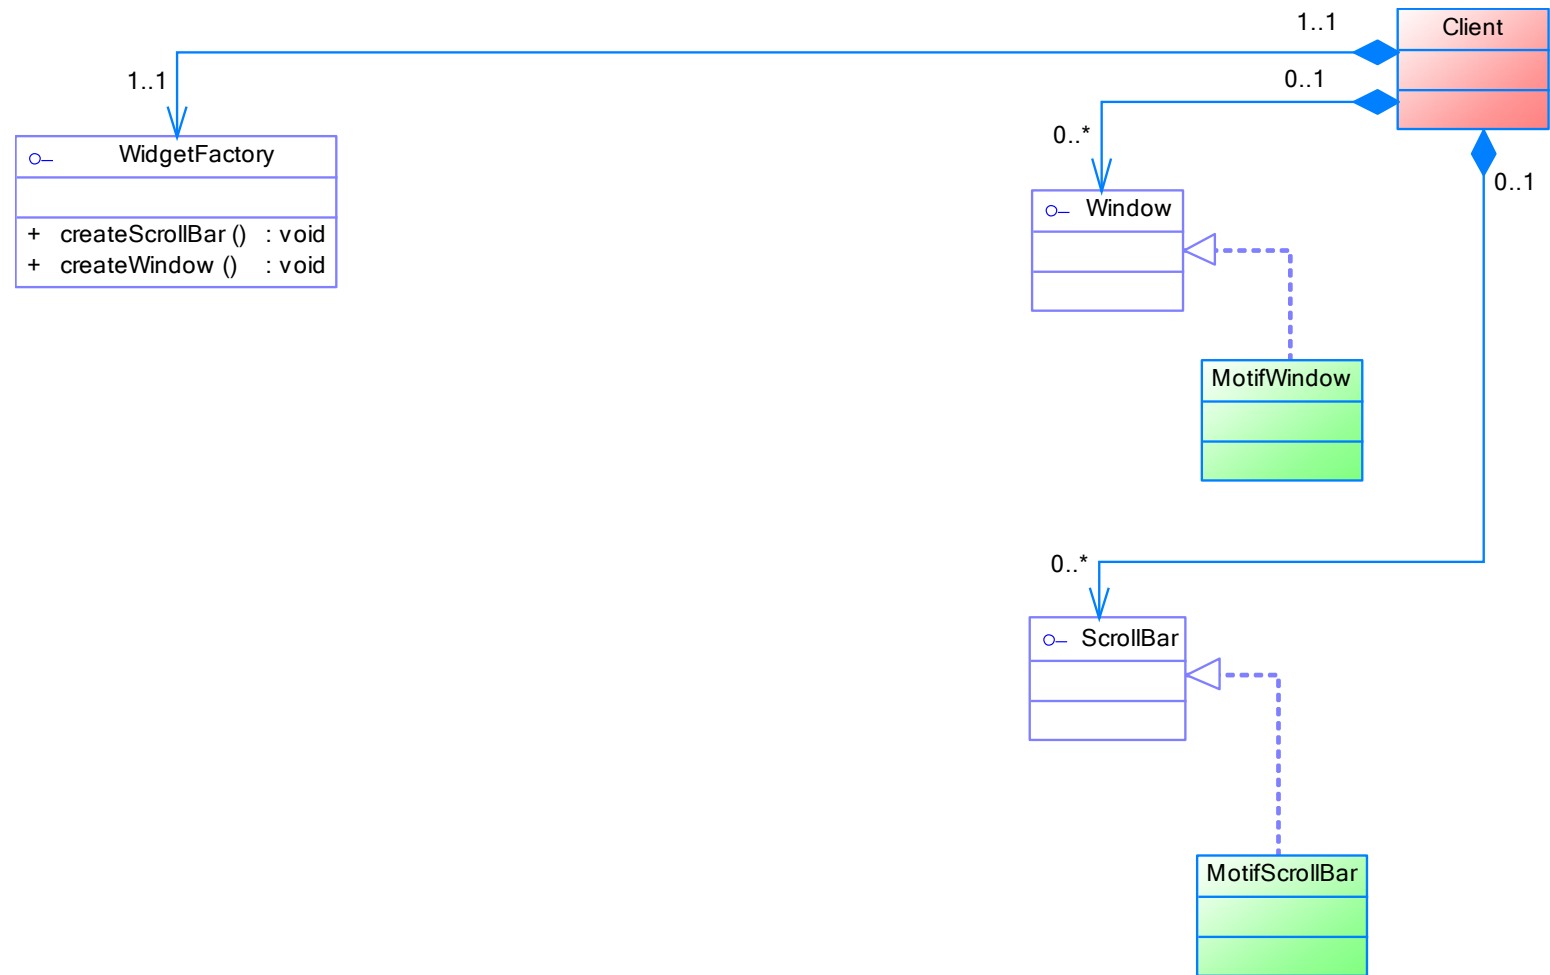 Client
1..1
1..1
0..1
0..*
0..1
WidgetFactory
+ createScrollBar () : void
+ createWindow () : void
Window
MotifWindow
0..*
ScrollBar
MotifScrollBar